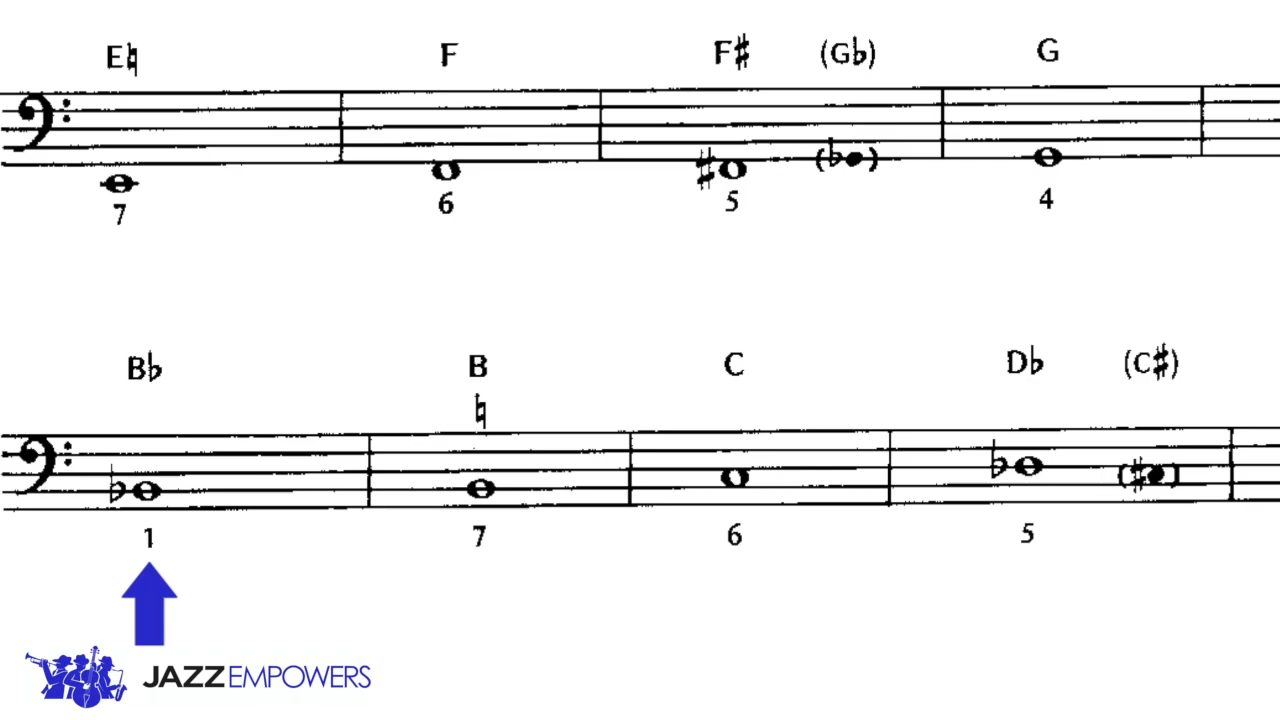 E♮ F F♯ (G♭) G
7 6 5 4
B♭ B♮ C D♭ (C♯)
1 7 6 5
JAZZ EMPOWERS